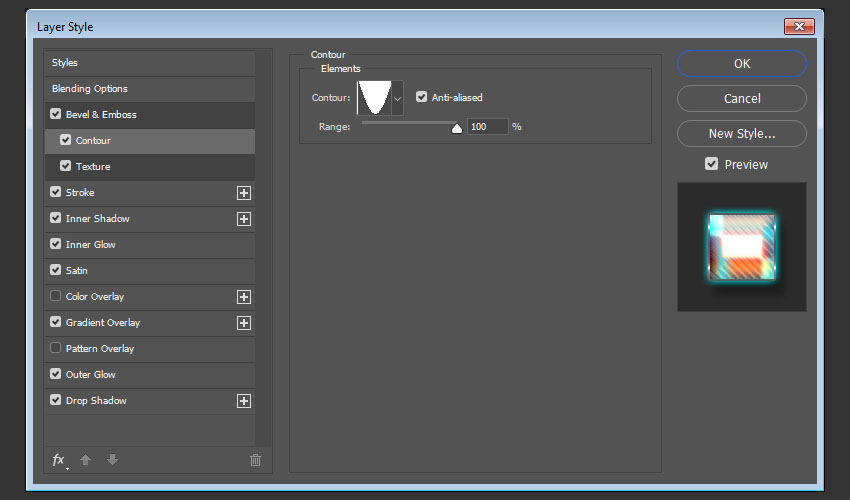 Layer Style
Styles
Blending Options
Bevel & Emboss
Contour
Texture
Stroke
Inner Shadow
Inner Glow
Satin
Color Overlay
Gradient Overlay
Pattern Overlay
Outer Glow
Drop Shadow
fx
Contour
Elements
Contour:
Anti-aliased
Range:
100
%
OK
Cancel
New Style...
Preview